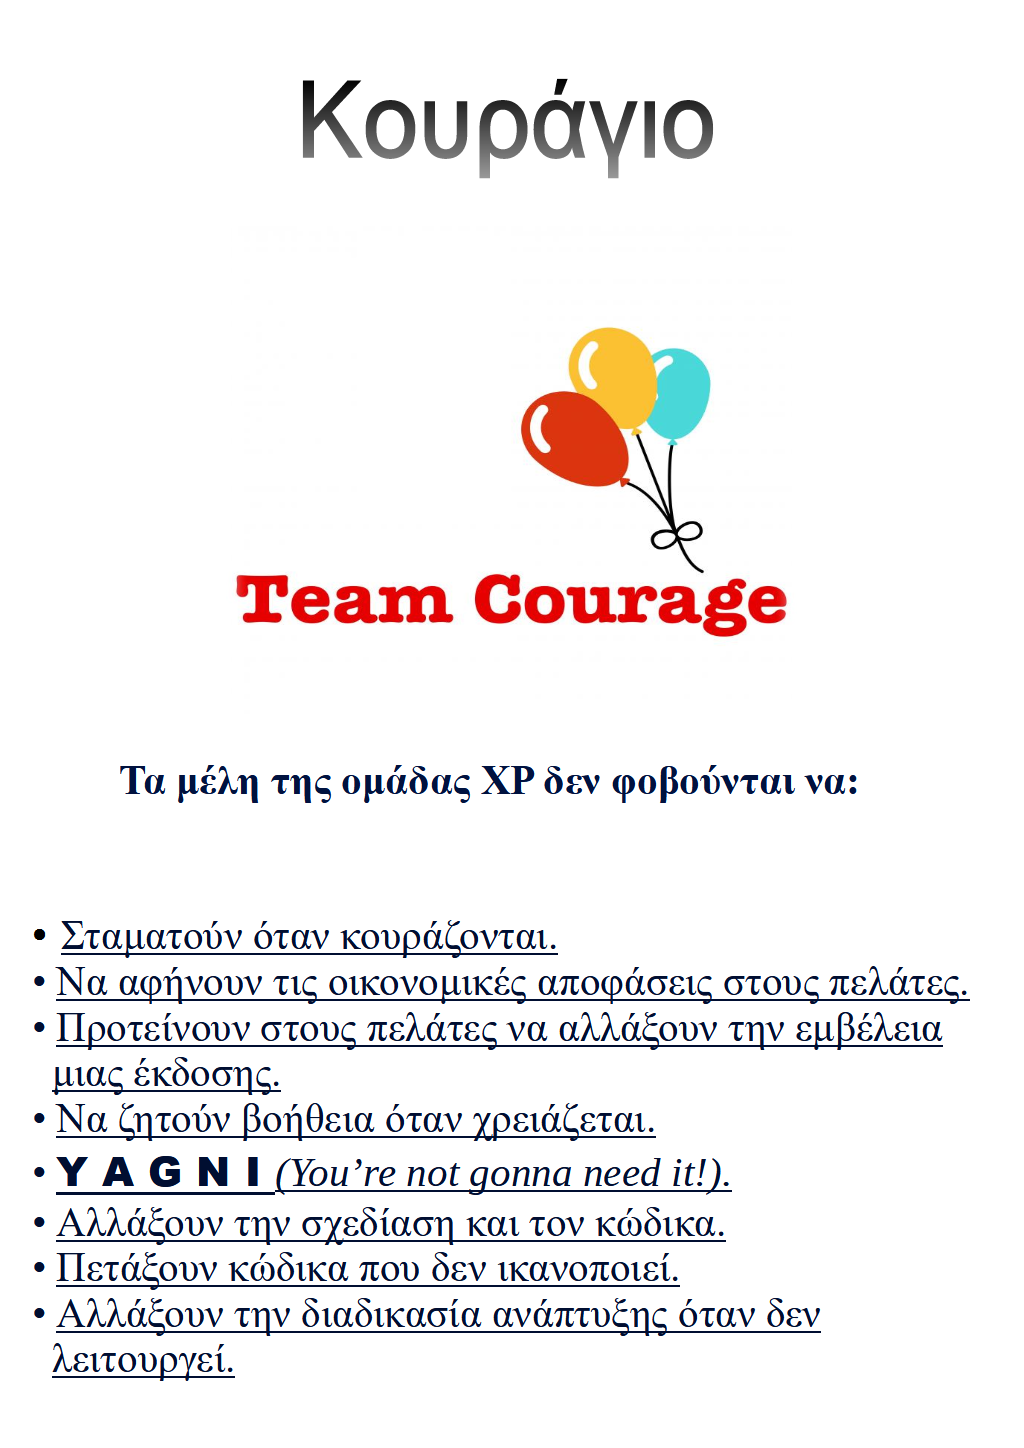 Κουράγιο
Team Courage
Τα μέλη της ομάδας XP δεν φοβούνται να:
• Σταματούν όταν κουράζονται.
• Να αφήνουν τις οικονομικές αποφάσεις στους πελάτες.
• Προτείνουν στους πελάτες να αλλάξουν την εμβέλεια
μιας έκδοσης.
• Να ζητούν βοήθεια όταν χρειάζεται.
• Y A G N I (You’re not gonna need it!).
• Αλλάξουν την σχεδίαση και τον κώδικα.
• Πετάξουν κώδικα που δεν ικανοποιεί.
• Αλλάξουν την διαδικασία ανάπτυξης όταν δεν
λειτουργεί.